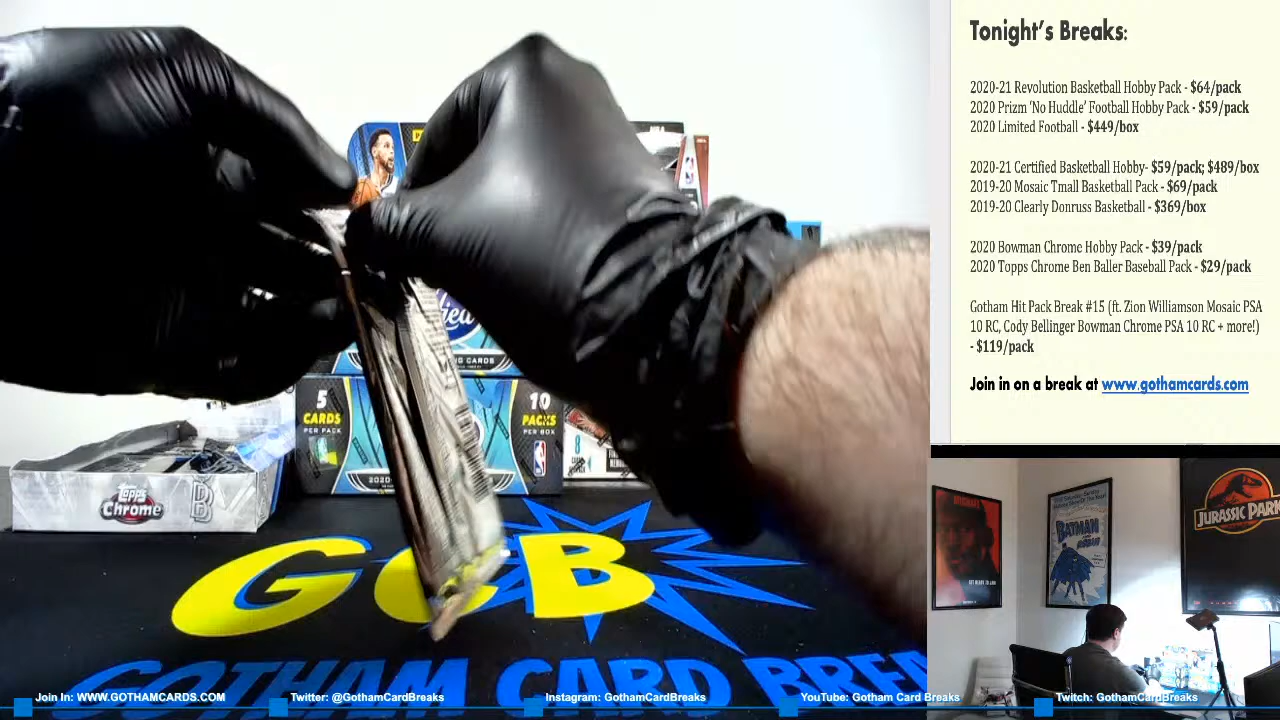 Tonight's Breaks:
2020-21 Revolution Basketball Hobby Pack - $64/pack
2020 Prizm 'No Huddle' Football Hobby Pack - $59/pack
2020 Limited Football - $449/box
2020-21 Certified Basketball Hobby- $59/pack; $489/box
2019-20 Mosaic Tmall Basketball Pack - $69/pack
2019-20 Clearly Donruss Basketball - $369/box
2020 Bowman Chrome Hobby Pack - $39/pack
2020 Topps Chrome Ben Baller Baseball Pack - $29/pack
Gotham Hit Pack Break #15 (ft. Zion Williamson Mosaic PSA
10 RC, Cody Bellinger Bowman Chrome PSA 10 RC + more!)
- $119/pack
Join in on a break at www.gothamcards.com
5
CARDS
PER PACK
10
PACKS
PER BOX
NG CARDS
2020-
8
Topps
Chrome
B
GCB
GOTHAM CARD BREA
BATMAN
JURASSIC PARK
Join In: WWW.GOTHAMCARDS.COM
Twitter: @GothamCardBreaks
Instagram: GothamCardBreaks
YouTube: Gotham Card Breaks
Twitch: GothamCardBreaks